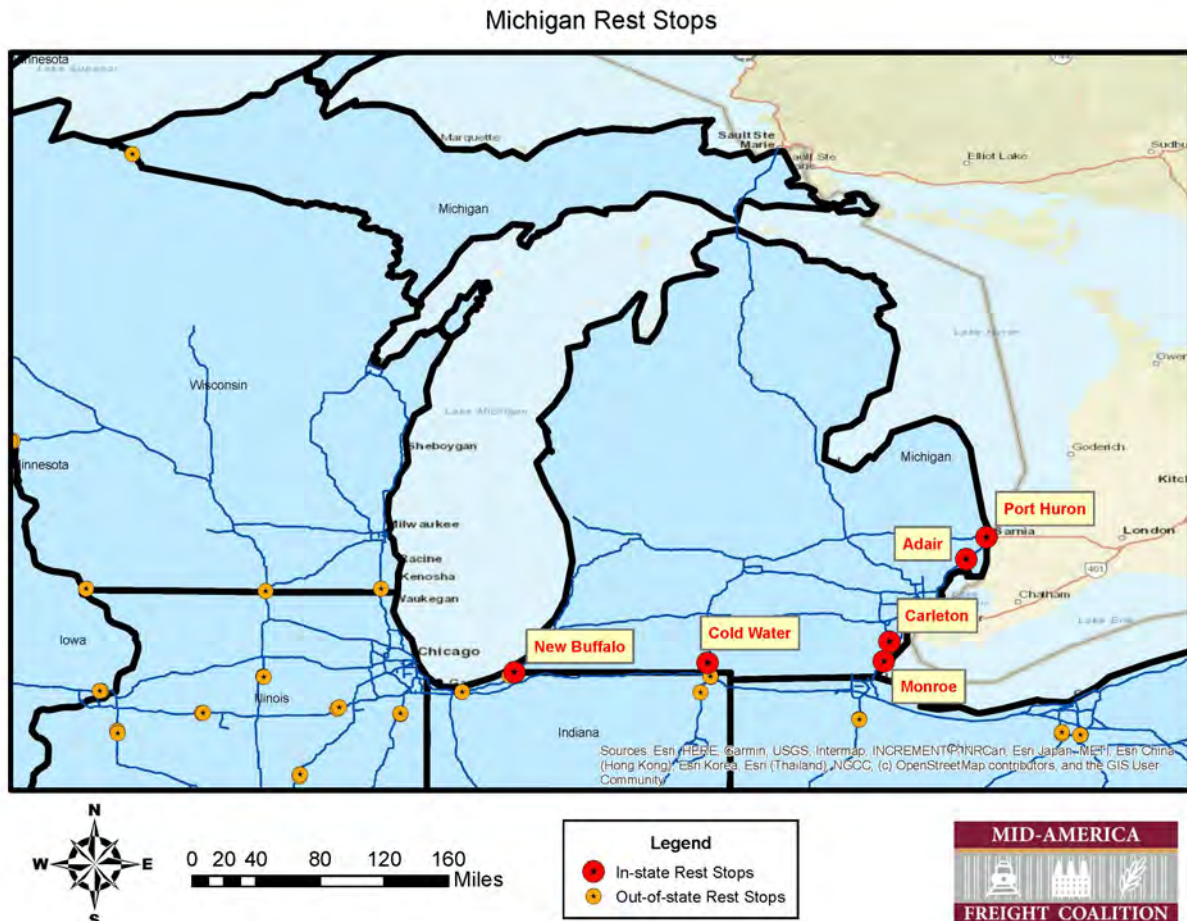 Michigan Rest Stops
Minnesota
Lake Superior
Marquette
Sault Ste
Marie
Sault Ste
Elliot Lake
Michigan
Wisconsin
Lake Huron
Lake Michigan
Sheboygan
Michigan
Goderich
Minnesota
Port Huron
Milwaukee
Sarnia
London
Adair
Racine
Kenosha
401
Waukegan
Chatham
Iowa
Carleton
Lake Erie
Cold Water
New Buffalo
Chicago
Monroe
Illinois
Indiana
Sources: Esri, HERE, Garmin, USGS, Intermap, INCREMENT P, NRCan, Esri Japan, METI, Esri China
(Hong Kong), Esri Korea, Esri (Thailand), NGCC, (c) OpenStreetMap contributors, and the GIS User
Community
N
W
E
S
0 20 40 80 120 160
Miles
Legend
In-state Rest Stops
Out-of-state Rest Stops
MID-AMERICA
FREIGHT COALITION